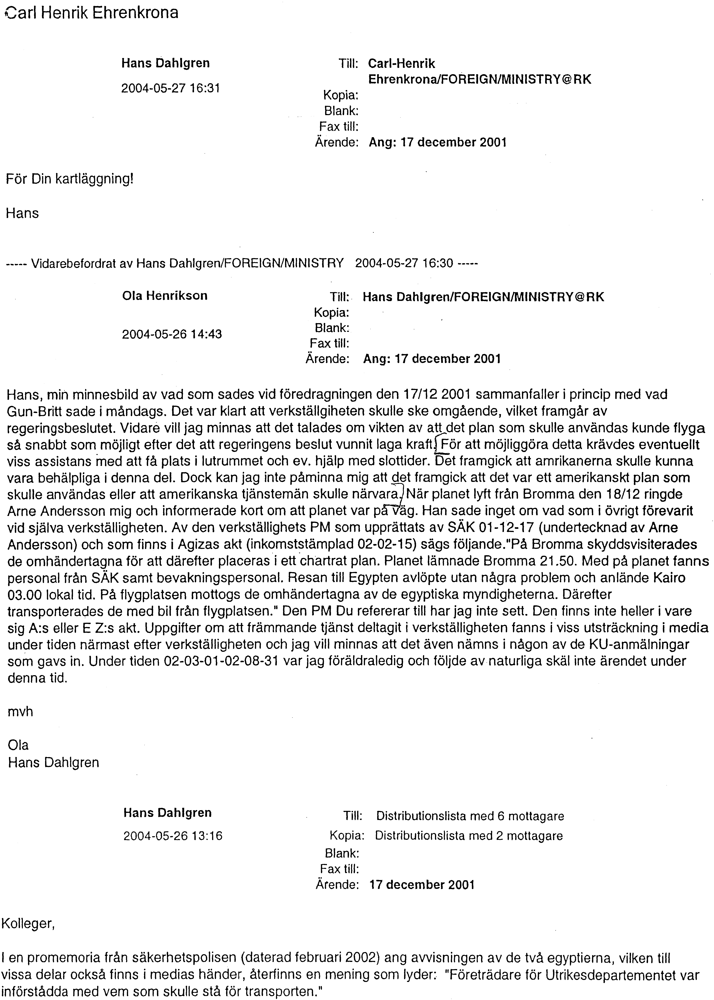 Carl Henrik Ehrenkrona
Hans Dahlgren
2004-05-27 16:31
Till: Carl-Henrik
Ehrenkrona/FOREIGN/MINISTRY@RK
Kopia:
Blank:
Fax till:
Ärende: Ang: 17 december 2001
För Din kartläggning!
Hans
----- Vidarebefordrat av Hans Dahlgren/FOREIGN/MINISTRY 2004-05-27 16:30 -----
Ola Henrikson
2004-05-26 14:43
Till: Hans Dahlgren/FOREIGN/MINISTRY@RK
Kopia:
Blank:
Fax till:
Ärende: Ang: 17 december 2001
Hans, min minnesbild av vad som sades vid föredragningen den 17/12 2001 sammanfaller i princip med vad
Gun-Britt sade i måndags. Det var klart att verkställgiheten skulle ske omgående, vilket framgår av
regeringsbeslutet. Vidare vill jag minnas att det talades om vikten av att det plan som skulle användas kunde flyga
så snabbt som möjligt efter det att regeringens beslut vunnit laga kraft. För att möjliggöra detta krävdes eventuellt
viss assistans med att få plats i lutrummet och ev. hjälp med slottider. Det framgick att amrikanerna skulle kunna
vara behälpliga i denna del. Dock kan jag inte påminna mig att det framgick att det var ett amerikanskt plan som
skulle användas eller att amerikanska tjänstemän skulle närvara. När planet lyft från Bromma den 18/12 ringde
Arne Andersson mig och informerade kort om att planet var på väg. Han sade inget om vad som i övrigt förevarit
vid själva verkställigheten. Av den verkställighets PM som upprättats av SÄK 01-12-17 (undertecknad av Arne
Andersson) och som finns i Agizas akt (inkomststämplad 02-02-15) sägs följande."På Bromma skyddsvisiterades
de omhändertagna för att därefter placeras i ett chartrat plan. Planet lämnade Bromma 21.50. Med på planet fanns
personal från SÄK samt bevakningspersonal. Resan till Egypten avlöpte utan några problem och anlände Kairo
03.00 lokal tid. På flygplatsen mottogs de omhändertagna av de egyptiska myndigheterna. Därefter
transporterades de med bil från flygplatsen." Den PM Du refererar till har jag inte sett. Den finns inte heller i vare
sig A:s eller E Z:s akt. Uppgifter om att främmande tjänst deltagit i verkställigheten fanns i viss utsträckning i media
under tiden närmast efter verkställigheten och jag vill minnas att det även nämns i någon av de KU-anmälningar
som gavs in. Under tiden 02-03-01-02-08-31 var jag föräldraledig och följde av naturliga skäl inte ärendet under
denna tid.
mvh
Ola
Hans Dahlgren
Hans Dahlgren
2004-05-26 13:16
Till: Distributionslista med 6 mottagare
Kopia: Distributionslista med 2 mottagare
Blank:
Fax till:
Ärende: 17 december 2001
Kolleger,
I en promemoria från säkerhetspolisen (daterad februari 2002) ang avvisningen av de två egyptierna, vilken till
vissa delar också finns i medias händer, återfinns en mening som lyder: "Företrädare för Utrikesdepartementet var
införstådda med vem som skulle stå för transporten."